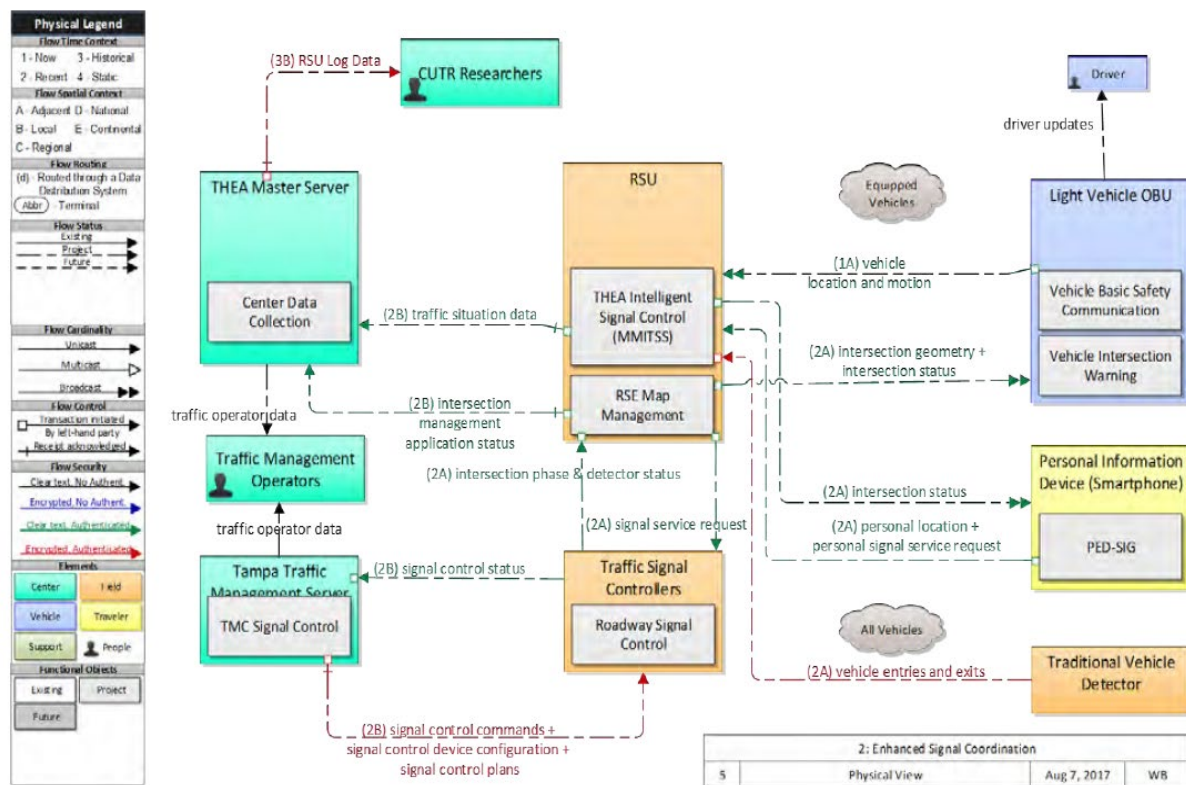 Physical Legend
Flow Time Context
1 - Now 3 - Historical
2 - Recent 4 - Static
Flow Spatial Context
A - Adjacent D - National
B - Local E - Continental
C - Regional
Flow Routing
(d) - Routed through a Data
Distribution System
Abbr - Terminal
Flow Status
Existing
Project
Future
Flow Cardinality
Unicast
Multicast
Broadcast
Flow Control
Transaction initiated
By left-hand party
Receipt acknowledged
Flow Security
Clear text, No Authent.
Encrypted, No Authent.
Clear text, Authenticated
Encrypted, Authenticated
Elements
Center Field
Vehicle Traveler
Support People
Functional Objects
Existing Project
Future
(3B) RSU Log Data
CUTR Researchers
Driver
driver updates
THEA Master Server
Center Data
Collection
RSU
THEA Intelligent
Signal Control
(MMITSS)
RSE Map
Management
Equipped
Vehicles
Light Vehicle OBU
Vehicle Basic Safety
Communication
Vehicle Intersection
Warning
(1A) vehicle
location and motion
(2B) traffic situation data
(2A) intersection geometry +
intersection status
(2B) intersection
management
application status
traffic operator data
Traffic Management
Operators
(2A) intersection phase & detector status
(2A) signal service request
(2A) intersection status
(2A) personal location +
personal signal service request
Personal Information
Device (Smartphone)
PED-SIG
traffic operator data
Tampa Traffic
Management Server
TMC Signal Control
(2B) signal control status
Traffic Signal
Controllers
Roadway Signal
Control
All Vehicles
(2A) vehicle entries and exits
Traditional Vehicle
Detector
(2B) signal control commands +
signal control device configuration +
signal control plans
2: Enhanced Signal Coordination
5 Physical View Aug 7, 2017 WB